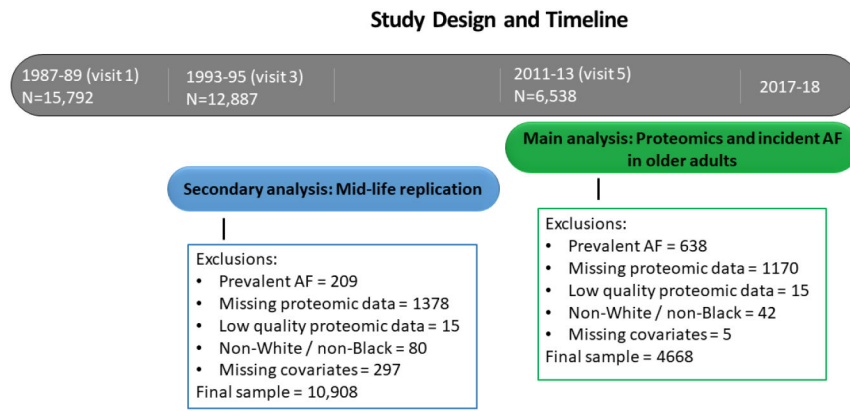 Study Design and Timeline
1987-89 (visit 1)
N=15,792
1993-95 (visit 3)
N=12,887
2011-13 (visit 5)
N=6,538
2017-18
Main analysis: Proteomics and incident AF
in older adults
Secondary analysis: Mid-life replication
Exclusions:
• Prevalent AF = 209
• Missing proteomic data = 1378
• Low quality proteomic data = 15
• Non-White / non-Black = 80
• Missing covariates = 297
Final sample = 10,908
Exclusions:
• Prevalent AF = 638
• Missing proteomic data = 1170
• Low quality proteomic data = 15
• Non-White / non-Black = 42
• Missing covariates = 5
Final sample = 4668